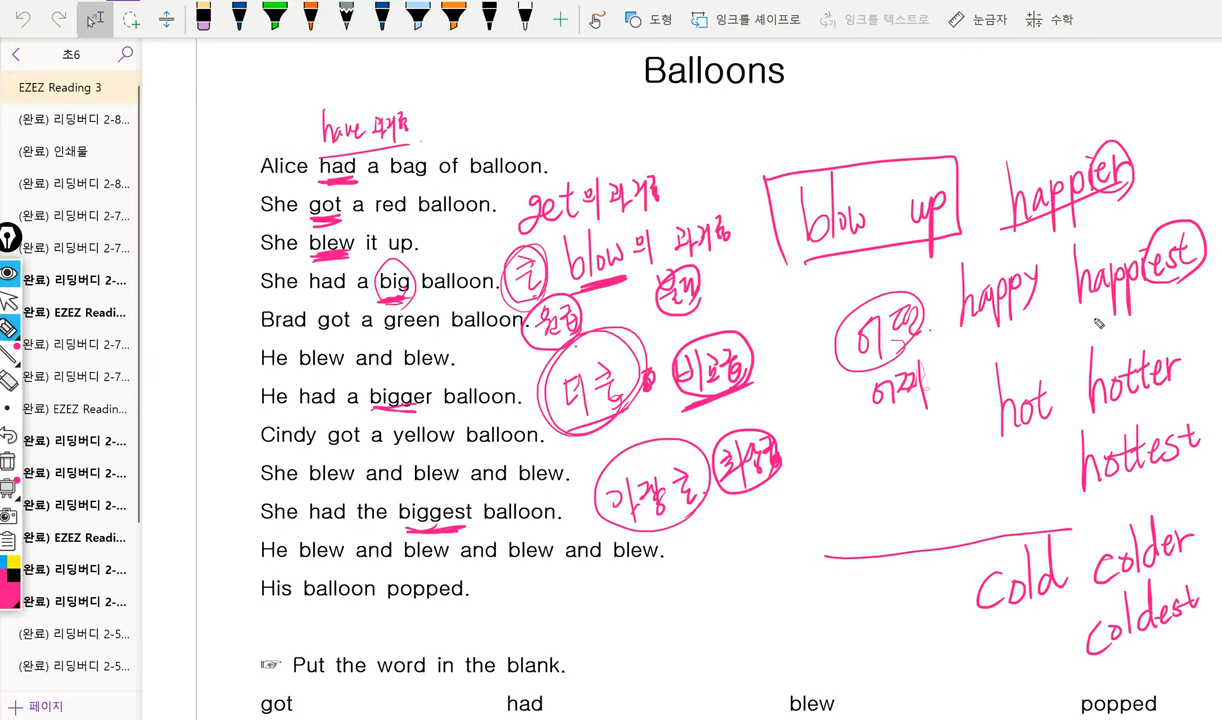 도형
잉크를 셰이프로
잉크를 텍스트로
눈금자
수학
초6
EZEZ Reading 3
(완료) 리딩버디 2-8...
(완료) 인쇄물
(완료) 리딩버디 2-8...
(완료) 리딩버디 2-7...
완료) 리딩버디 2-7...
완료) 리딩버디 2-...
완료) EZEZ Readi...
완료) 리딩버디 2-7...
완료) 리딩버디 2-...
완료) EZEZ Readin...
완료) 리딩버디 2-...
완료) 리딩버디 2-...
완료) 리딩버디 2-...
완료) EZEZ Readi...
완료) 리딩버디 2-...
완료) 리딩버디 2-...
(완료) 리딩버디 2-5...
(완료) 리딩버디 2-5...
페이지
Balloons
have 과거형
Alice had a bag of balloon.
She got a red balloon.
get의 과거형
She blew it up.
blow의 과거형
She had a big balloon.
큰
원급
Brad got a green balloon.
He blew and blew.
He had a bigger balloon.
더 큰
비교급
Cindy got a yellow balloon.
She blew and blew and blew.
She had the biggest balloon.
가장 큰
최상급
He blew and blew and blew and blew.
His balloon popped.
blow up
happier
happy happiest
hot hotter
hottest
cold colder
coldest
☞ Put the word in the blank.
got had blew popped